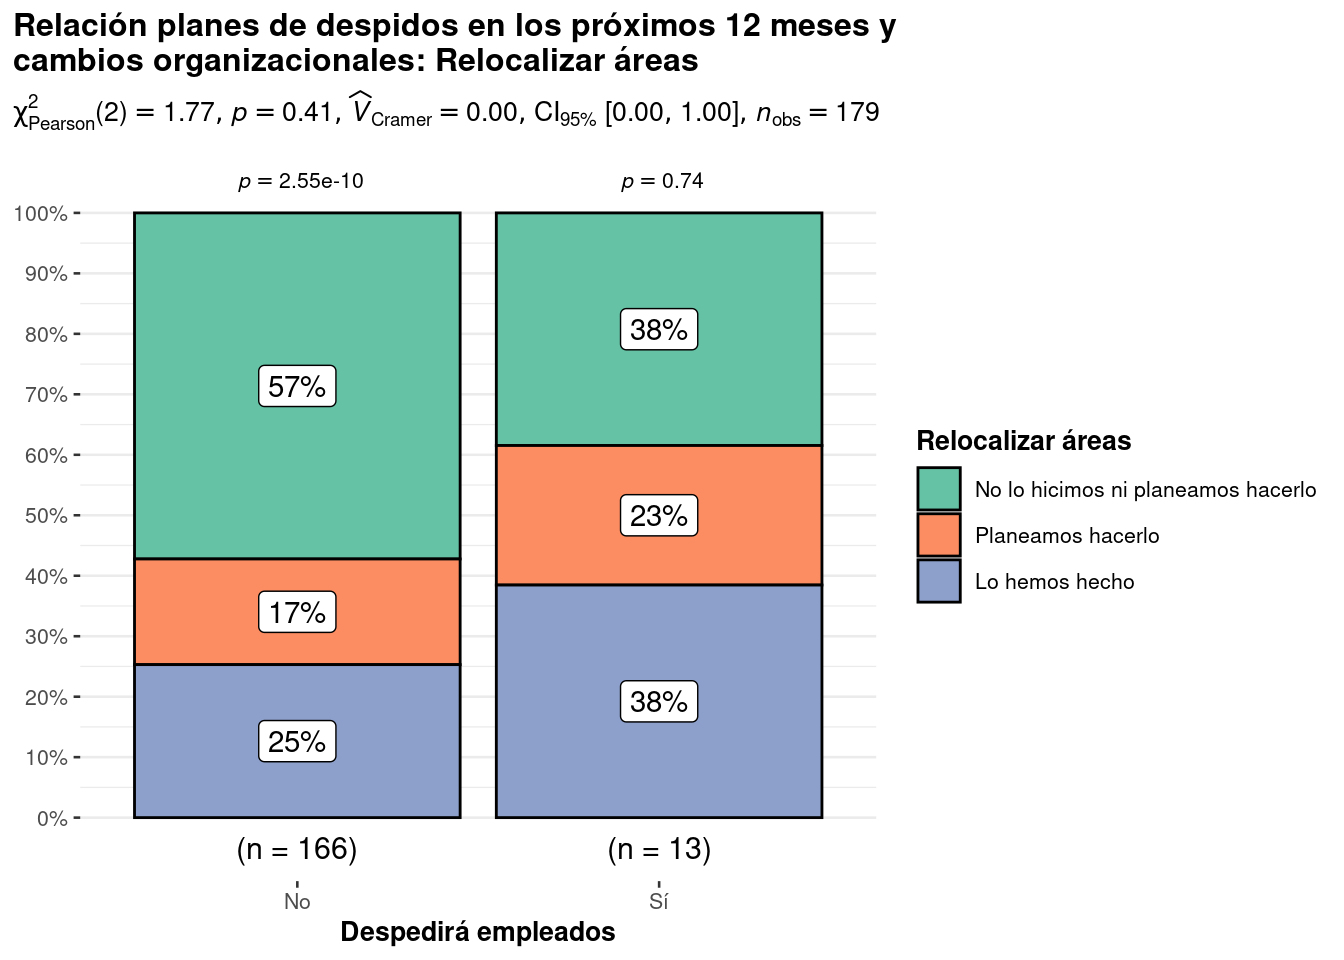 Relación planes de despidos en los próximos 12 meses y
cambios organizacionales: Relocalizar áreas
χ²Pearson(2) = 1.77, p = 0.41, V̂Cramer = 0.00, CI95% [0.00, 1.00], nobs = 179
p = 2.55e-10
p = 0.74
100%
90%
80%
70%
60%
50%
40%
30%
20%
10%
0%
57%
17%
25%
38%
23%
38%
(n = 166)
(n = 13)
No
Sí
Despedirá empleados
Relocalizar áreas
No lo hicimos ni planeamos hacerlo
Planeamos hacerlo
Lo hemos hecho